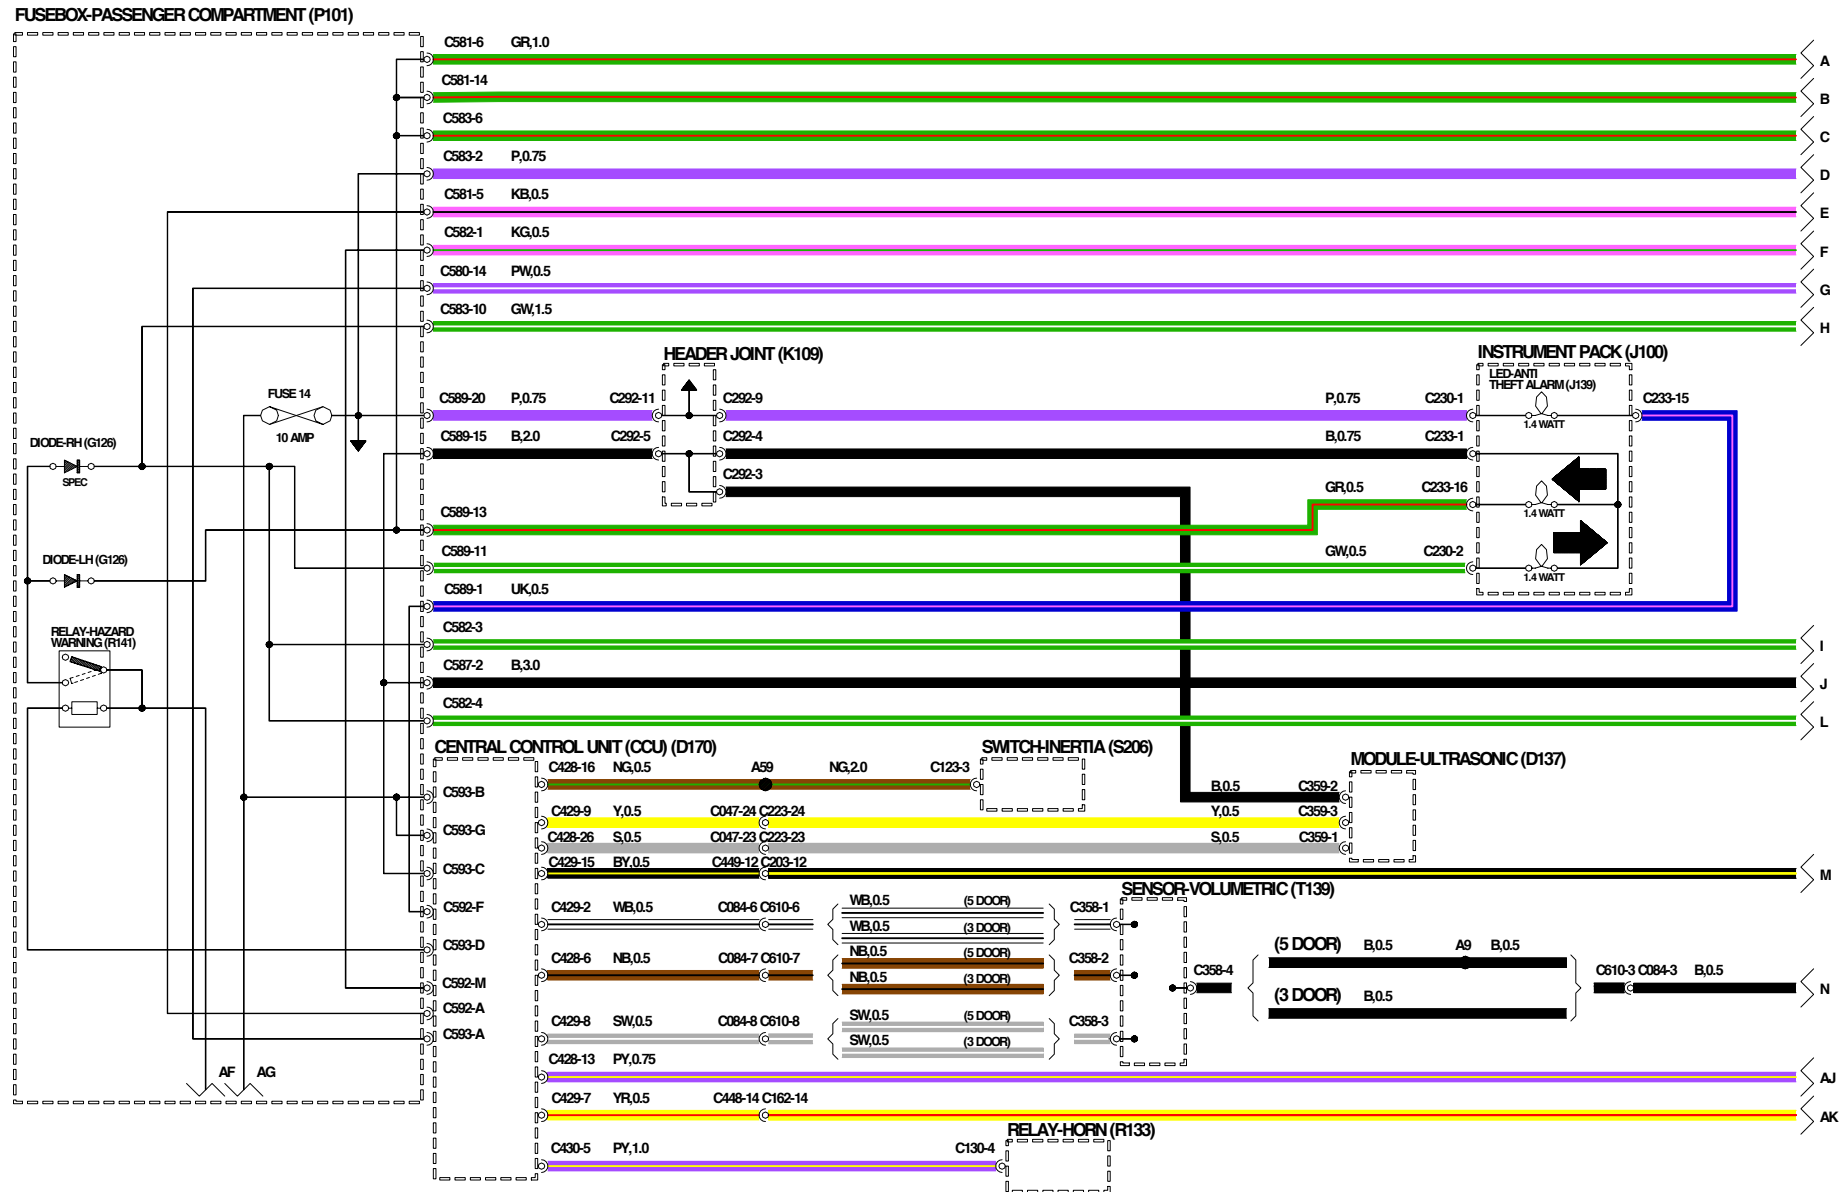 FUSEBOX-PASSENGER COMPARTMENT (P101)
C581-6 GR,1.0
A
C581-14
B
C583-6
C
C583-2 P,0.75
D
C581-5 KB,0.5
E
C582-1 KG,0.5
F
C580-14 PW,0.5
G
C583-10 GW,1.5
H
HEADER JOINT (K109)
INSTRUMENT PACK (J100)
LED-ANTI
THEFT ALARM (J139)
FUSE 14
10 AMP
C589-20 P,0.75 C292-11 C292-9 P,0.75 C230-1 C233-15
1.4 WATT
C589-15 B,2.0 C292-5 C292-4 B,0.75 C233-1
DIODE-RH (G126)
SPEC
C292-3
GR,0.5 C233-16
1.4 WATT
C589-13
C589-11 GW,0.5 C230-2
1.4 WATT
DIODE-LH (G126)
C589-1 UK,0.5
RELAY-HAZARD
WARNING (R141)
C582-3
I
C587-2 B,3.0
J
C582-4
L
CENTRAL CONTROL UNIT (CCU) (D170)
SWITCH-INERTIA (S206)
MODULE-ULTRASONIC (D137)
C428-16 NG,0.5 A59 NG,2.0 C123-3
C593-B
B,0.5 C359-2
C429-9 Y,0.5 C047-24 C223-24 Y,0.5 C359-3
C593-G
C428-26 S,0.5 C047-23 C223-23 S,0.5 C359-1
C593-C
C429-15 BY,0.5 C449-12 C203-12
M
SENSOR-VOLUMETRIC (T139)
C592-F
C429-2 WB,0.5 C084-6 C610-6 WB,0.5 (5 DOOR) C358-1
WB,0.5 (3 DOOR)
C593-D
C428-6 NB,0.5 C084-7 C610-7 NB,0.5 (5 DOOR) C358-2
NB,0.5 (3 DOOR)
C358-4
(5 DOOR) B,0.5 A9 B,0.5
(3 DOOR) B,0.5
C610-3 C084-3 B,0.5
N
C592-M
C592-A
C593-A
C429-8 SW,0.5 C084-8 C610-8 SW,0.5 (5 DOOR) C358-3
SW,0.5 (3 DOOR)
AF AG
C428-13 PY,0.75
AJ
C429-7 YR,0.5 C448-14 C162-14
AK
RELAY-HORN (R133)
C430-5 PY,1.0 C130-4